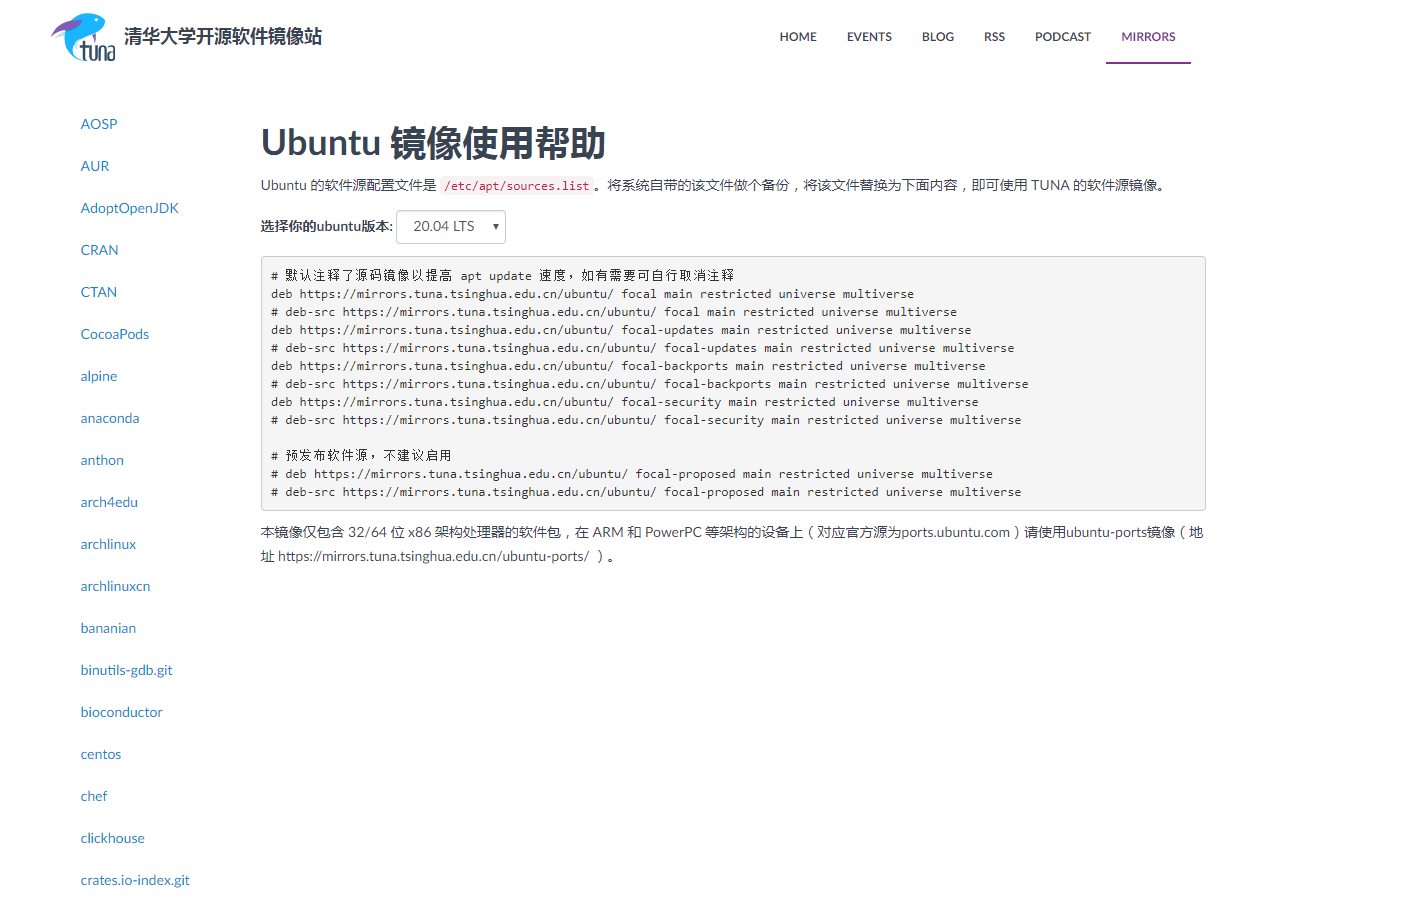 tuna 清华大学开源软件镜像站
HOME EVENTS BLOG RSS PODCAST MIRRORS
AOSP
AUR
AdoptOpenJDK
CRAN
CTAN
CocoaPods
alpine
anaconda
anthon
arch4edu
archlinux
archlinuxcn
bananian
binutils-gdb.git
bioconductor
centos
chef
clickhouse
crates.io-index.git
Ubuntu 镜像使用帮助
Ubuntu 的软件源配置文件是 /etc/apt/sources.list。将系统自带的该文件做个备份，将该文件替换为下面内容，即可使用 TUNA 的软件源镜像。
选择你的ubuntu版本: 20.04 LTS
# 默认注释了源码镜像以提高 apt update 速度，如有需要可自行取消注释
deb https://mirrors.tuna.tsinghua.edu.cn/ubuntu/ focal main restricted universe multiverse
# deb-src https://mirrors.tuna.tsinghua.edu.cn/ubuntu/ focal main restricted universe multiverse
deb https://mirrors.tuna.tsinghua.edu.cn/ubuntu/ focal-updates main restricted universe multiverse
# deb-src https://mirrors.tuna.tsinghua.edu.cn/ubuntu/ focal-updates main restricted universe multiverse
deb https://mirrors.tuna.tsinghua.edu.cn/ubuntu/ focal-backports main restricted universe multiverse
# deb-src https://mirrors.tuna.tsinghua.edu.cn/ubuntu/ focal-backports main restricted universe multiverse
deb https://mirrors.tuna.tsinghua.edu.cn/ubuntu/ focal-security main restricted universe multiverse
# deb-src https://mirrors.tuna.tsinghua.edu.cn/ubuntu/ focal-security main restricted universe multiverse
# 预发布软件源，不建议启用
# deb https://mirrors.tuna.tsinghua.edu.cn/ubuntu/ focal-proposed main restricted universe multiverse
# deb-src https://mirrors.tuna.tsinghua.edu.cn/ubuntu/ focal-proposed main restricted universe multiverse
本镜像仅包含 32/64 位 x86 架构处理器的软件包，在 ARM 和 PowerPC 等架构的设备上（对应官方源为ports.ubuntu.com）请使用ubuntu-ports镜像（地
址 https://mirrors.tuna.tsinghua.edu.cn/ubuntu-ports/ ）。